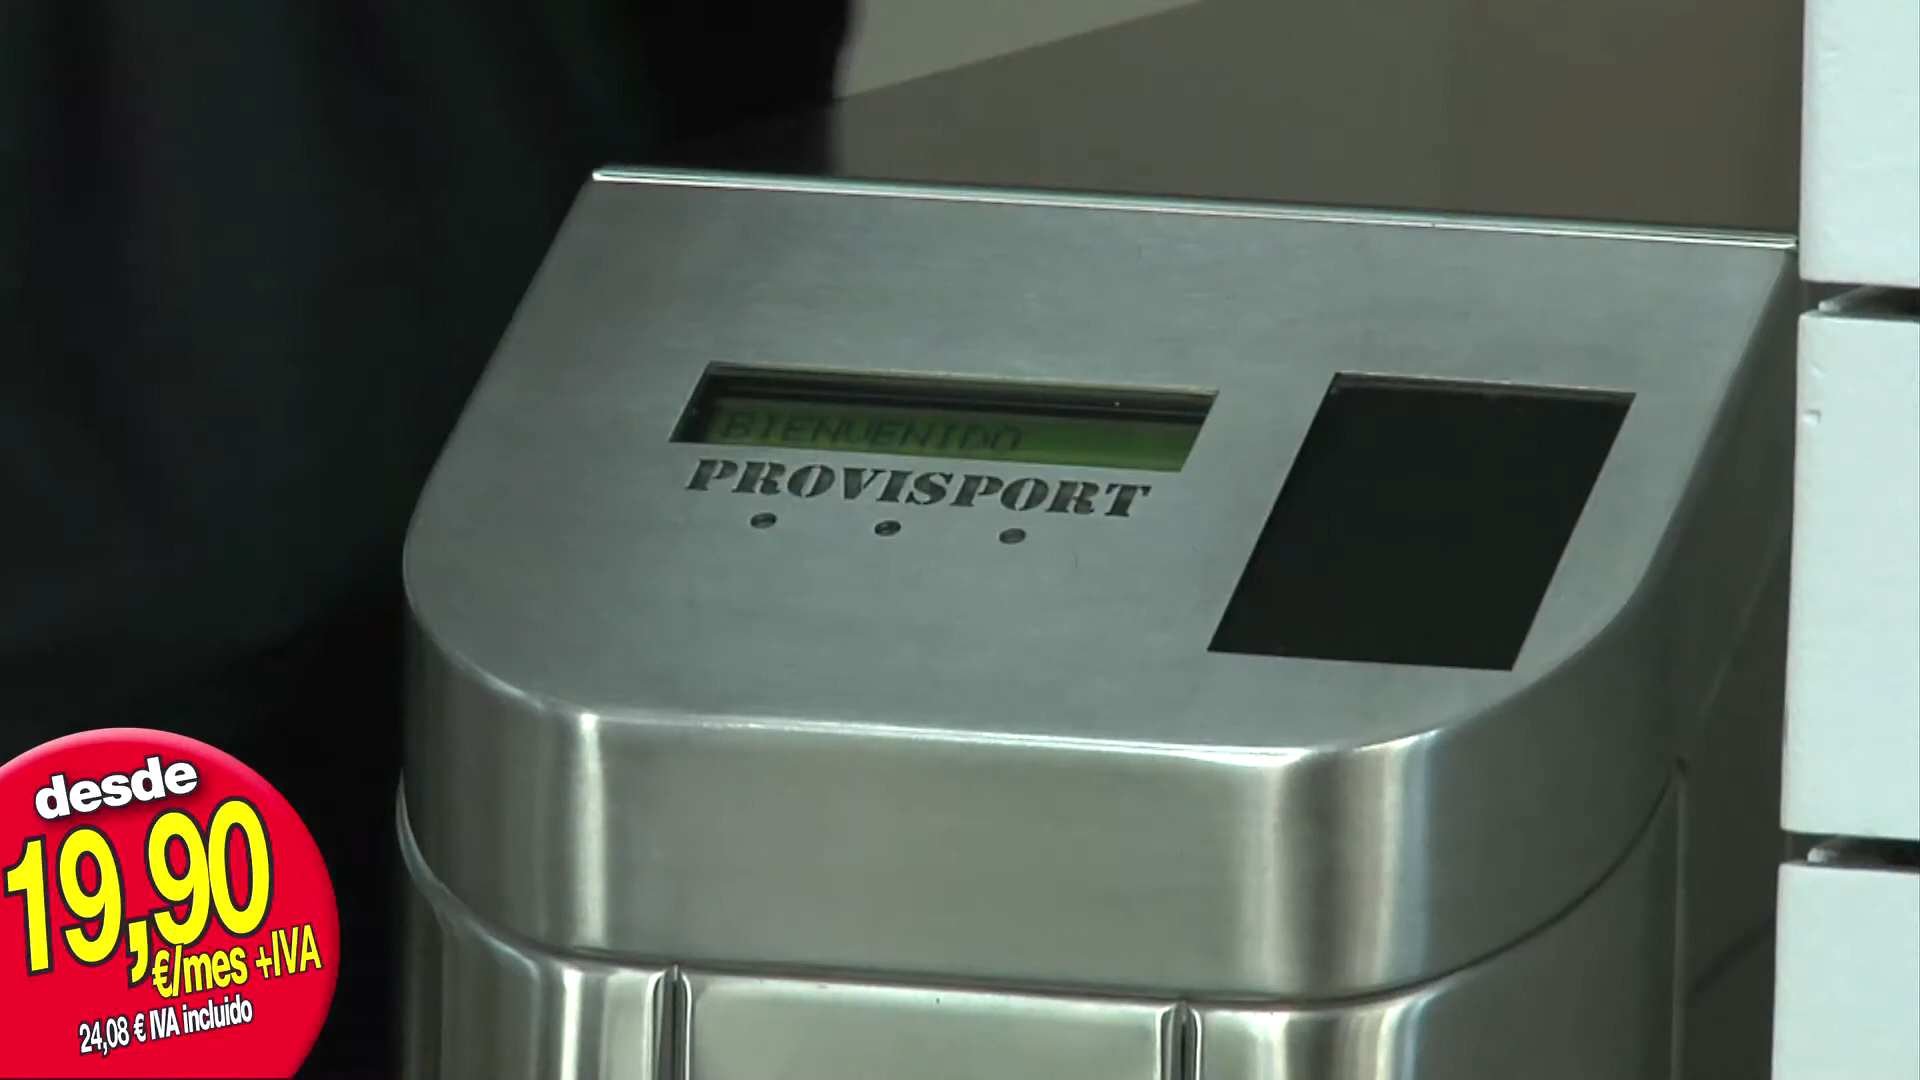 BIENVENIDO
PROVISPORT
desde
19,90
€/mes +IVA
24,08 € IVA incluido